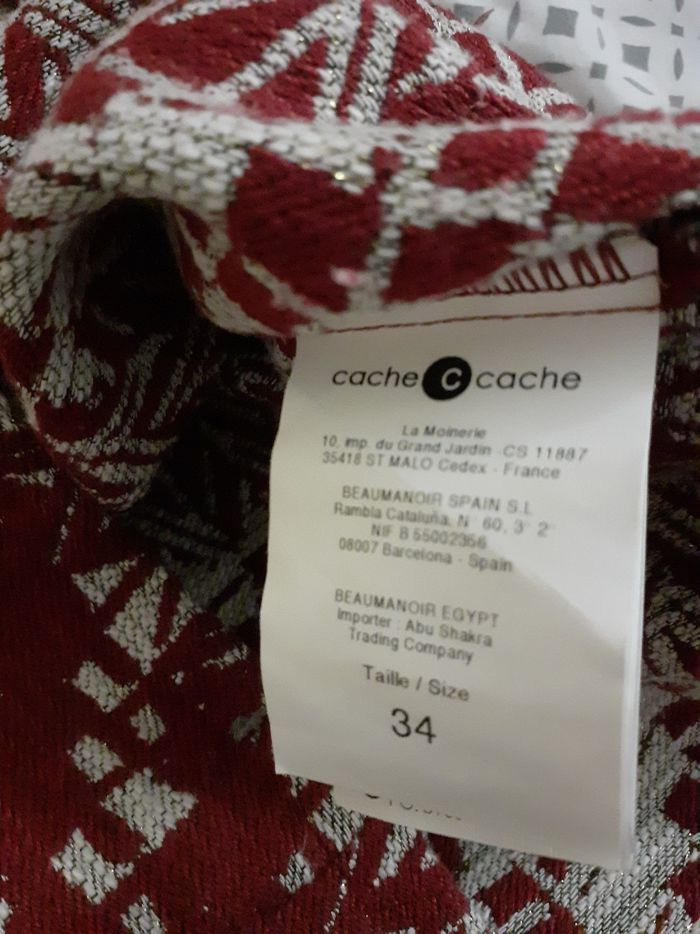 cache c cache
La Moinerie
10, imp. du Grand Jardin - CS 11887
35418 ST MALO Cedex - France
BEAUMANOIR SPAIN S.L
Rambla Cataluña, N° 60, 3° 2°
NIF B 55002356
08007 Barcelona - Spain
BEAUMANOIR EGYPT
Importer : Abu Shakra
Trading Company
Taille / Size
34